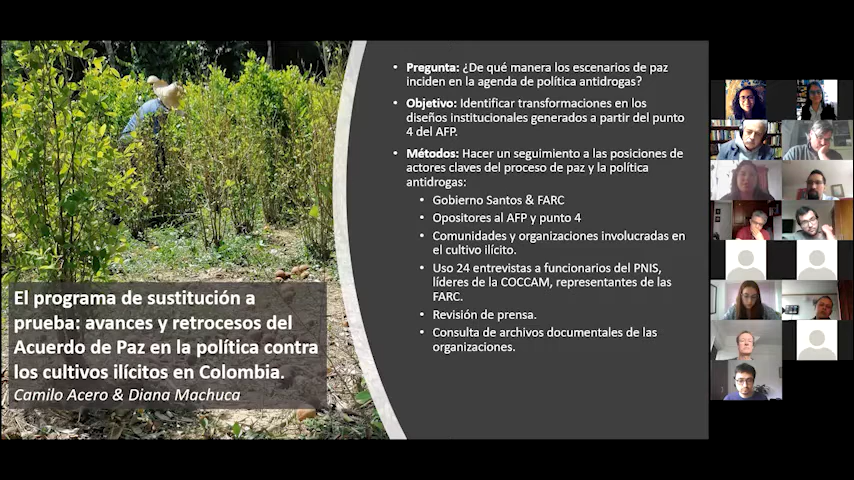 El programa de sustitución a
prueba: avances y retrocesos del
Acuerdo de Paz en la política contra
los cultivos ilícitos en Colombia.
Camilo Acero & Diana Machuca
• Pregunta: ¿De qué manera los escenarios de paz
inciden en la agenda de política antidrogas?
• Objetivo: Identificar transformaciones en los
diseños institucionales generados a partir del punto
4 del AFP.
• Métodos: Hacer un seguimiento a las posiciones de
actores claves del proceso de paz y la política
antidrogas:
• Gobierno Santos & FARC
• Opositores al AFP y punto 4
• Comunidades y organizaciones involucradas en
el cultivo ilícito.
• Uso 24 entrevistas a funcionarios del PNIS,
líderes de la COCCAM, representantes de las
FARC.
• Revisión de prensa.
• Consulta de archivos documentales de las
organizaciones.